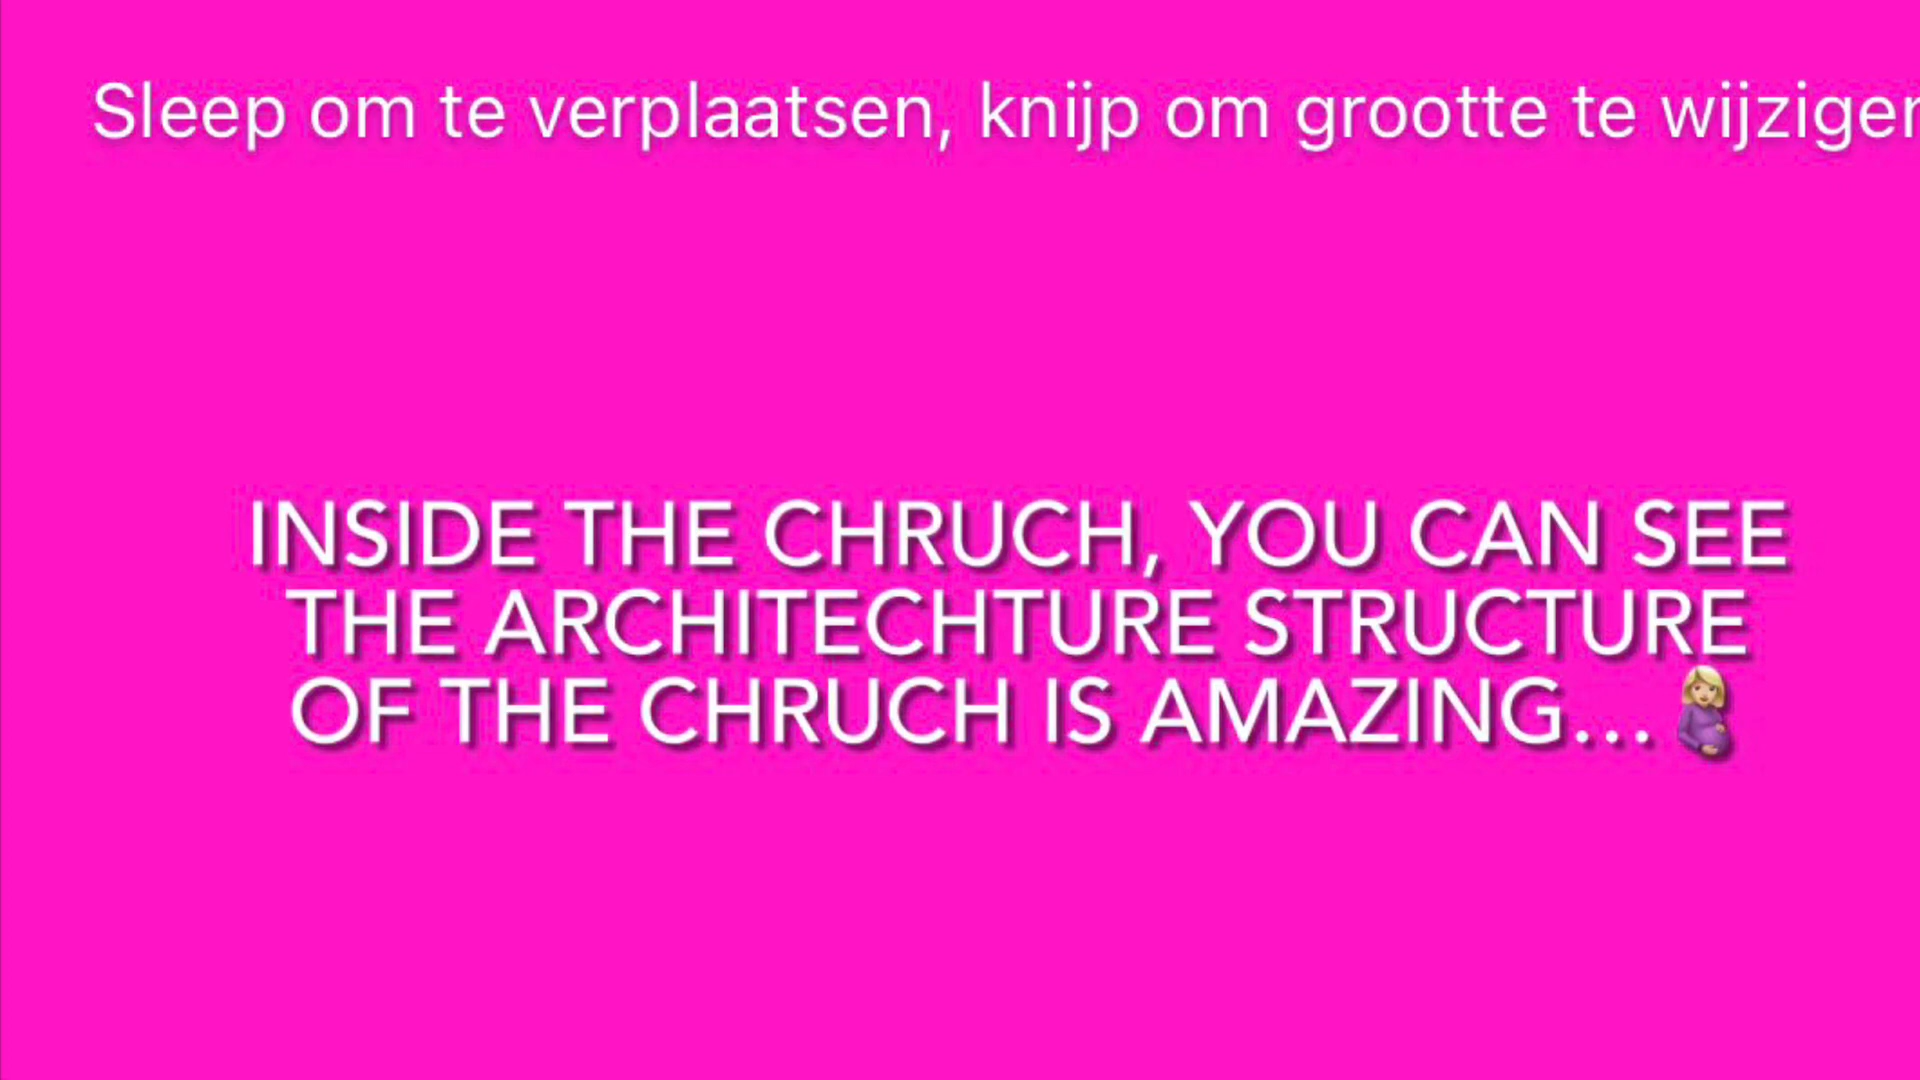 Sleep om te verplaatsen, knijp om grootte te wijzigen
INSIDE THE CHRUCH, YOU CAN SEE
THE ARCHITECHTURE STRUCTURE
OF THE CHRUCH IS AMAZING...🤰🏼